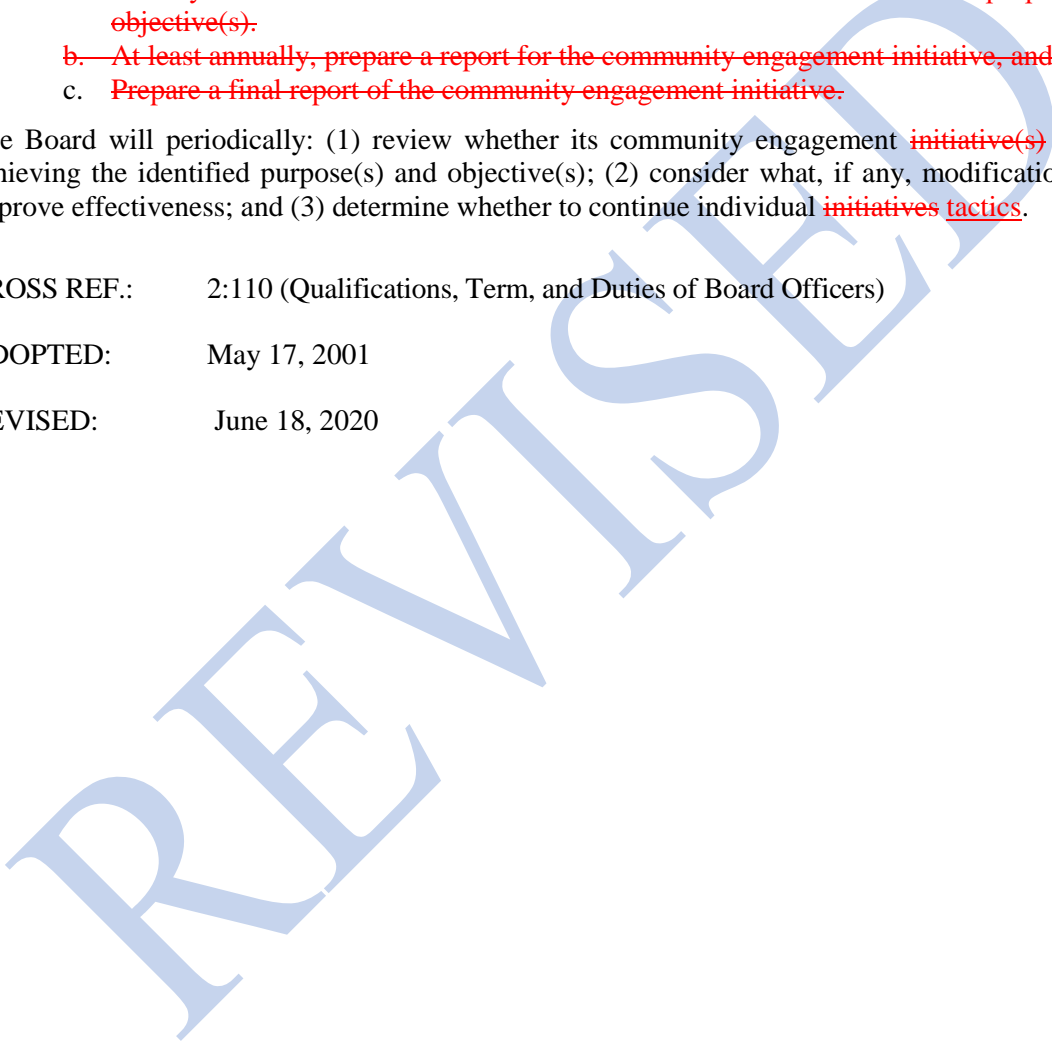 objective(s).
b. At least annually, prepare a report for the community engagement initiative, and
c. Prepare a final report of the community engagement initiative.
e Board will periodically: (1) review whether its community engagement initiative(s)
hieving the identified purpose(s) and objective(s); (2) consider what, if any, modification
prove effectiveness; and (3) determine whether to continue individual initiatives tactics.
ROSS REF.: 2:110 (Qualifications, Term, and Duties of Board Officers)
DOPTED: May 17, 2001
EVISED: June 18, 2020
REVISED